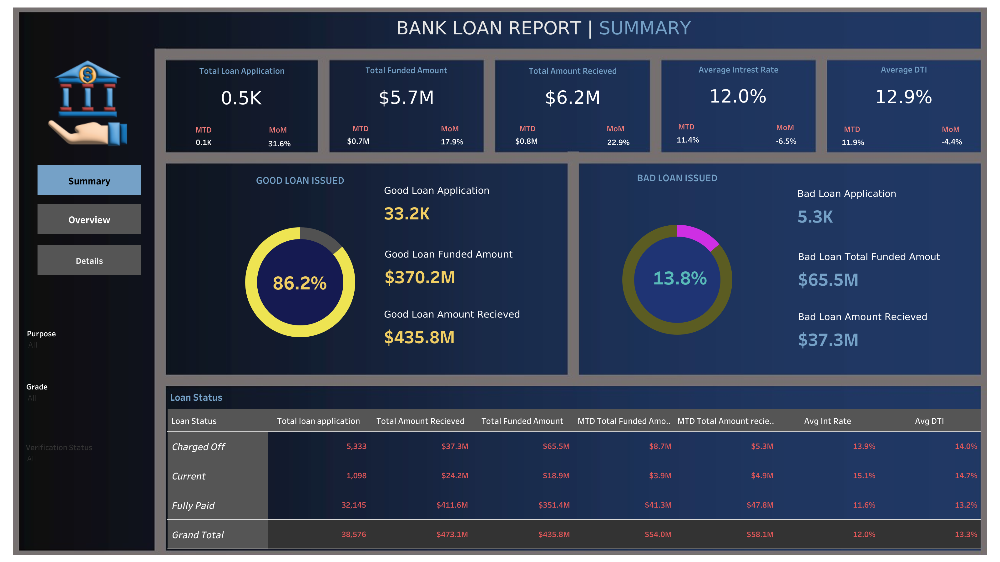 BANK LOAN REPORT | SUMMARY
$
Summary
Overview
Details
Purpose
All
Grade
All
Verification Status
All
Total Loan Application
0.5K
MTD MoM
0.1K 31.6%
Total Funded Amount
$5.7M
MTD MoM
$0.7M 17.9%
Total Amount Recieved
$6.2M
MTD MoM
$0.8M 22.9%
Average Intrest Rate
12.0%
MTD MoM
11.4% -6.5%
Average DTI
12.9%
MTD MoM
11.9% -4.4%
GOOD LOAN ISSUED
86.2%
Good Loan Application
33.2K
Good Loan Funded Amount
$370.2M
Good Loan Amount Recieved
$435.8M
BAD LOAN ISSUED
13.8%
Bad Loan Application
5.3K
Bad Loan Total Funded Amout
$65.5M
Bad Loan Amount Recieved
$37.3M
Loan Status
Loan Status Total loan application Total Amount Recieved Total Funded Amount MTD Total Funded Amo.. MTD Total Amount recie.. Avg Int Rate Avg DTI
Charged Off 5,333 $37.3M $65.5M $8.7M $5.3M 13.9% 14.0%
Current 1,098 $24.2M $18.9M $3.9M $4.9M 15.1% 14.7%
Fully Paid 32,145 $411.6M $351.4M $41.3M $47.8M 11.6% 13.2%
Grand Total 38,576 $473.1M $435.8M $54.0M $58.1M 12.0% 13.3%